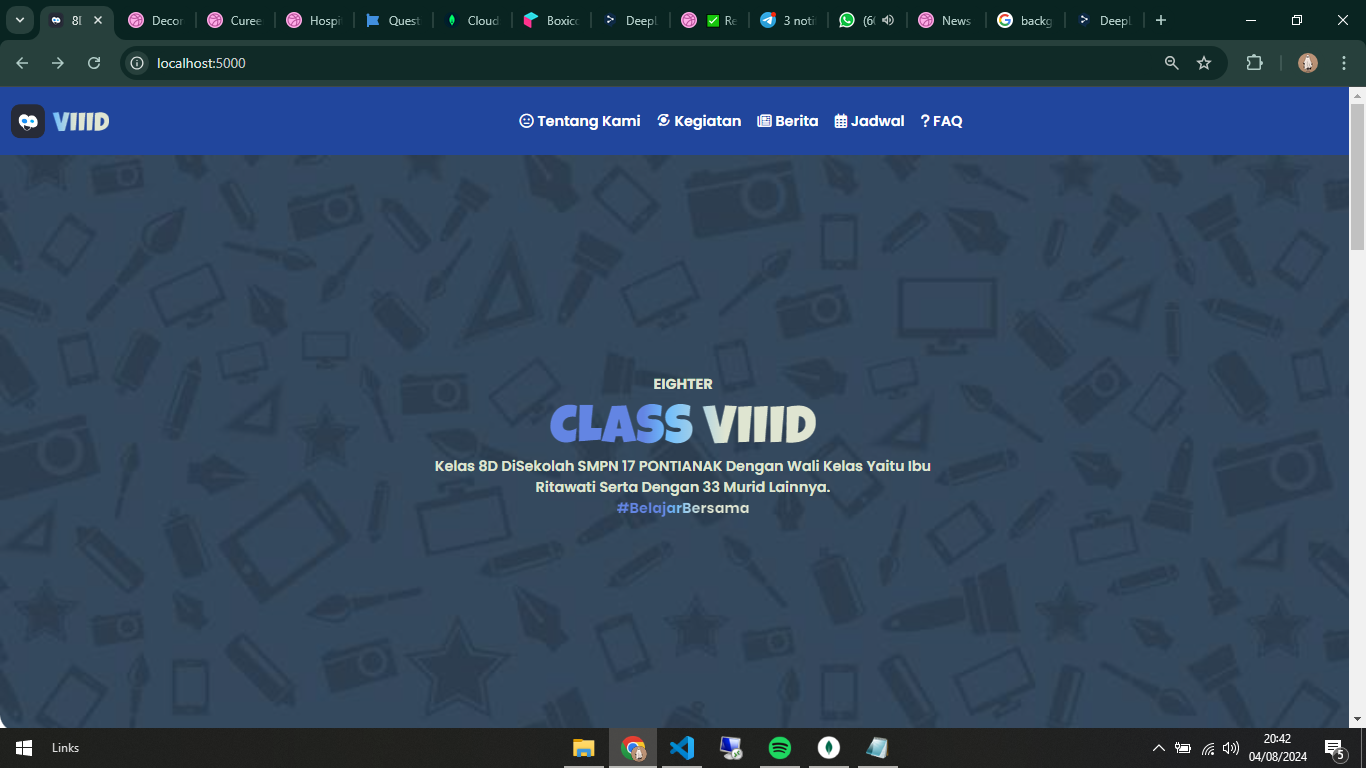 8I
Decor
Curee
Hospi
Quest
Cloud
Boxico
DeepL
Re
3 noti
(60
News
backg
DeepL
localhost:5000
VIIID
Tentang Kami
Kegiatan
Berita
Jadwal
? FAQ
EIGHTER
CLASS VIIID
Kelas 8D DiSekolah SMPN 17 PONTIANAK Dengan Wali Kelas Yaitu Ibu
Ritawati Serta Dengan 33 Murid Lainnya.
#BelajarBersama
Links
20:42
04/08/2024
5